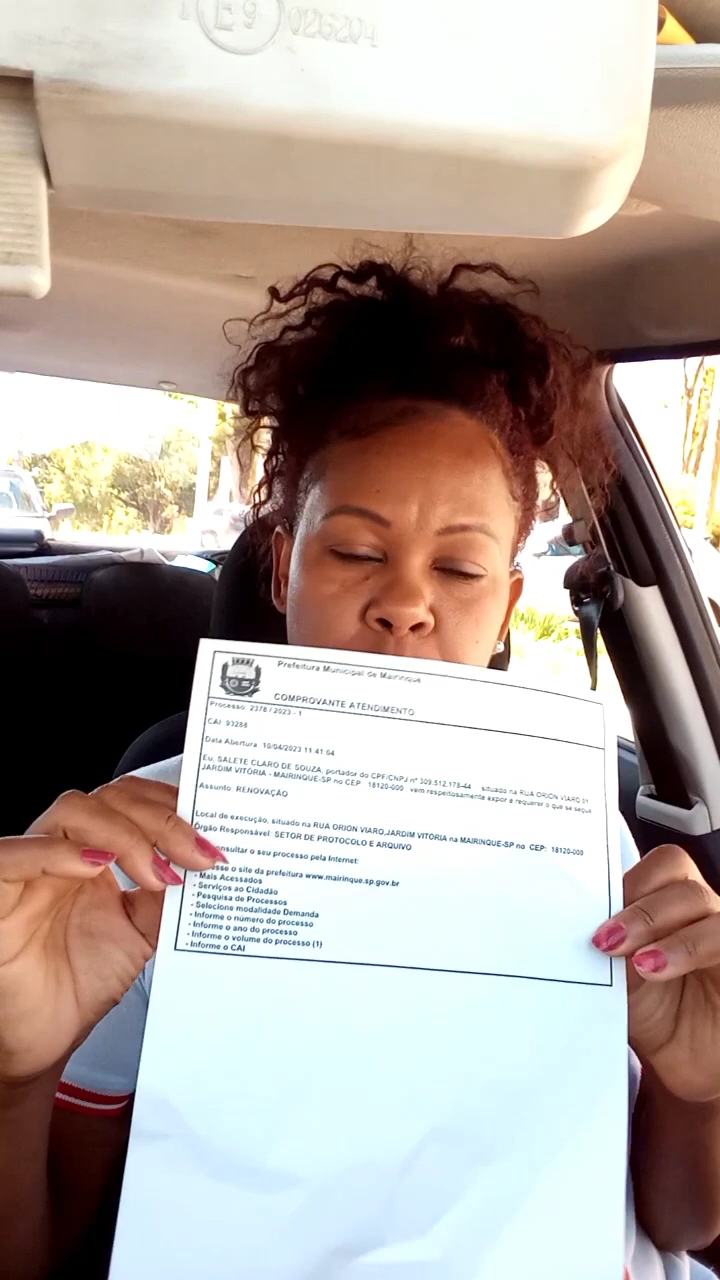 E9 026204
Prefeitura Municipal de Mairinque
COMPROVANTE ATENDIMENTO
Processo: 2378 / 2023 - 1
CAI: 93288
Data Abertura: 10/04/2023 11:41:04
Eu, SALETE CLARO DE SOUZA, portador do CPF/CNPJ nº 309.512.178-44 situado na RUA ORION VIARO,01
JARDIM VITÓRIA - MAIRINQUE-SP no CEP 18120-000 vem respeitosamente expor e requerer o que se segue
Assunto: RENOVAÇÃO
Local de execução, situado na RUA ORION VIARO,JARDIM VITÓRIA na MAIRINQUE-SP no CEP: 18120-000
Órgão Responsável: SETOR DE PROTOCOLO E ARQUIVO
consultar o seu processo pela Internet:
o site da prefeitura www.mairinque.sp.gov.br
- Mais Acessados
- Serviços ao Cidadão
- Pesquisa de Processos
- Selecione modalidade Demanda
- Informe o número do processo
- Informe o ano do processo
- Informe o volume do processo (1)
- Informe o CAI